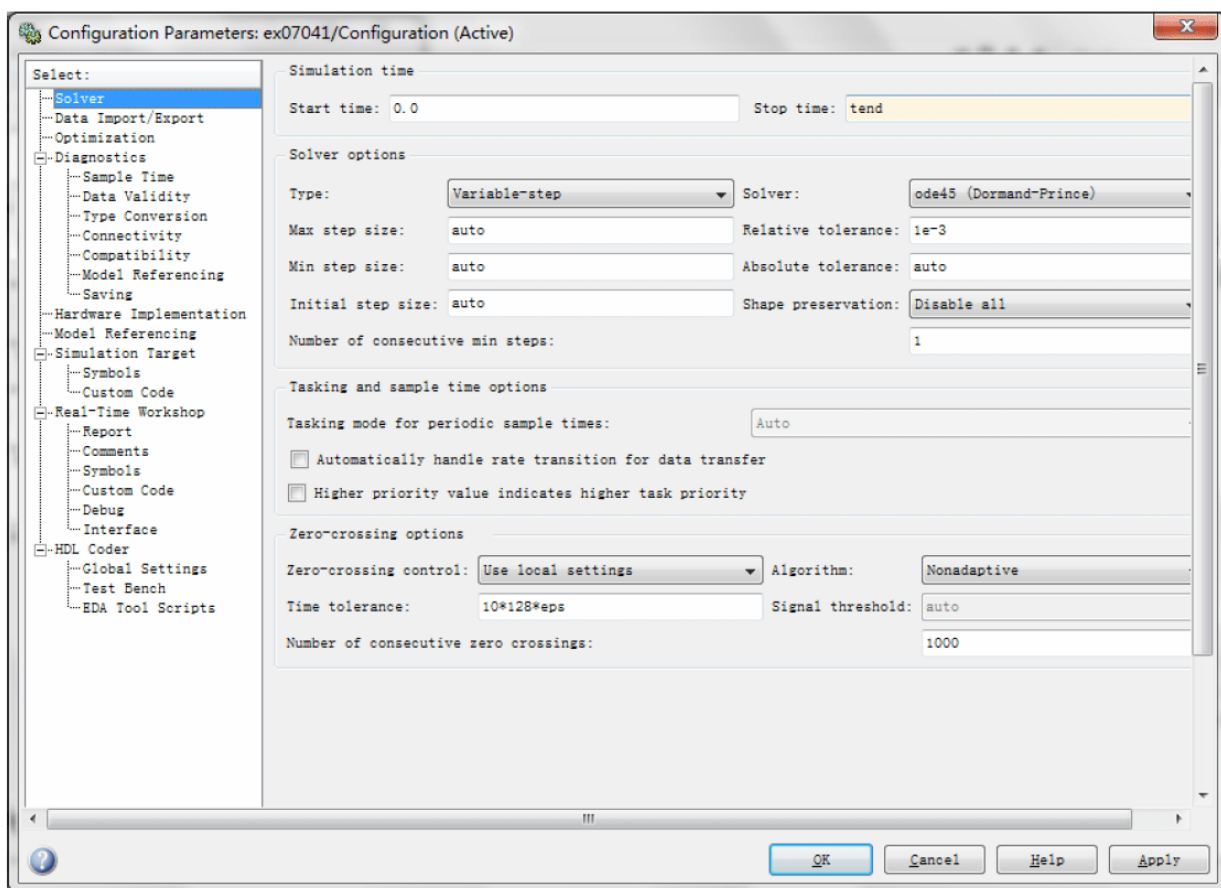 Configuration Parameters: ex07041/Configuration (Active)
Select:
Solver
Data Import/Export
Optimization
Diagnostics
Sample Time
Data Validity
Type Conversion
Connectivity
Compatibility
Model Referencing
Saving
Hardware Implementation
Model Referencing
Simulation Target
Symbols
Custom Code
Real-Time Workshop
Report
Comments
Symbols
Custom Code
Debug
Interface
HDL Coder
Global Settings
Test Bench
EDA Tool Scripts
Simulation time
Start time: 0.0 Stop time: tend
Solver options
Type: Variable-step Solver: ode45 (Dormand-Prince)
Max step size: auto Relative tolerance: 1e-3
Min step size: auto Absolute tolerance: auto
Initial step size: auto Shape preservation: Disable all
Number of consecutive min steps: 1
Tasking and sample time options
Tasking mode for periodic sample times: Auto
Automatically handle rate transition for data transfer
Higher priority value indicates higher task priority
Zero-crossing options
Zero-crossing control: Use local settings Algorithm: Nonadaptive
Time tolerance: 10*128*eps Signal threshold: auto
Number of consecutive zero crossings: 1000
OK Cancel Help Apply